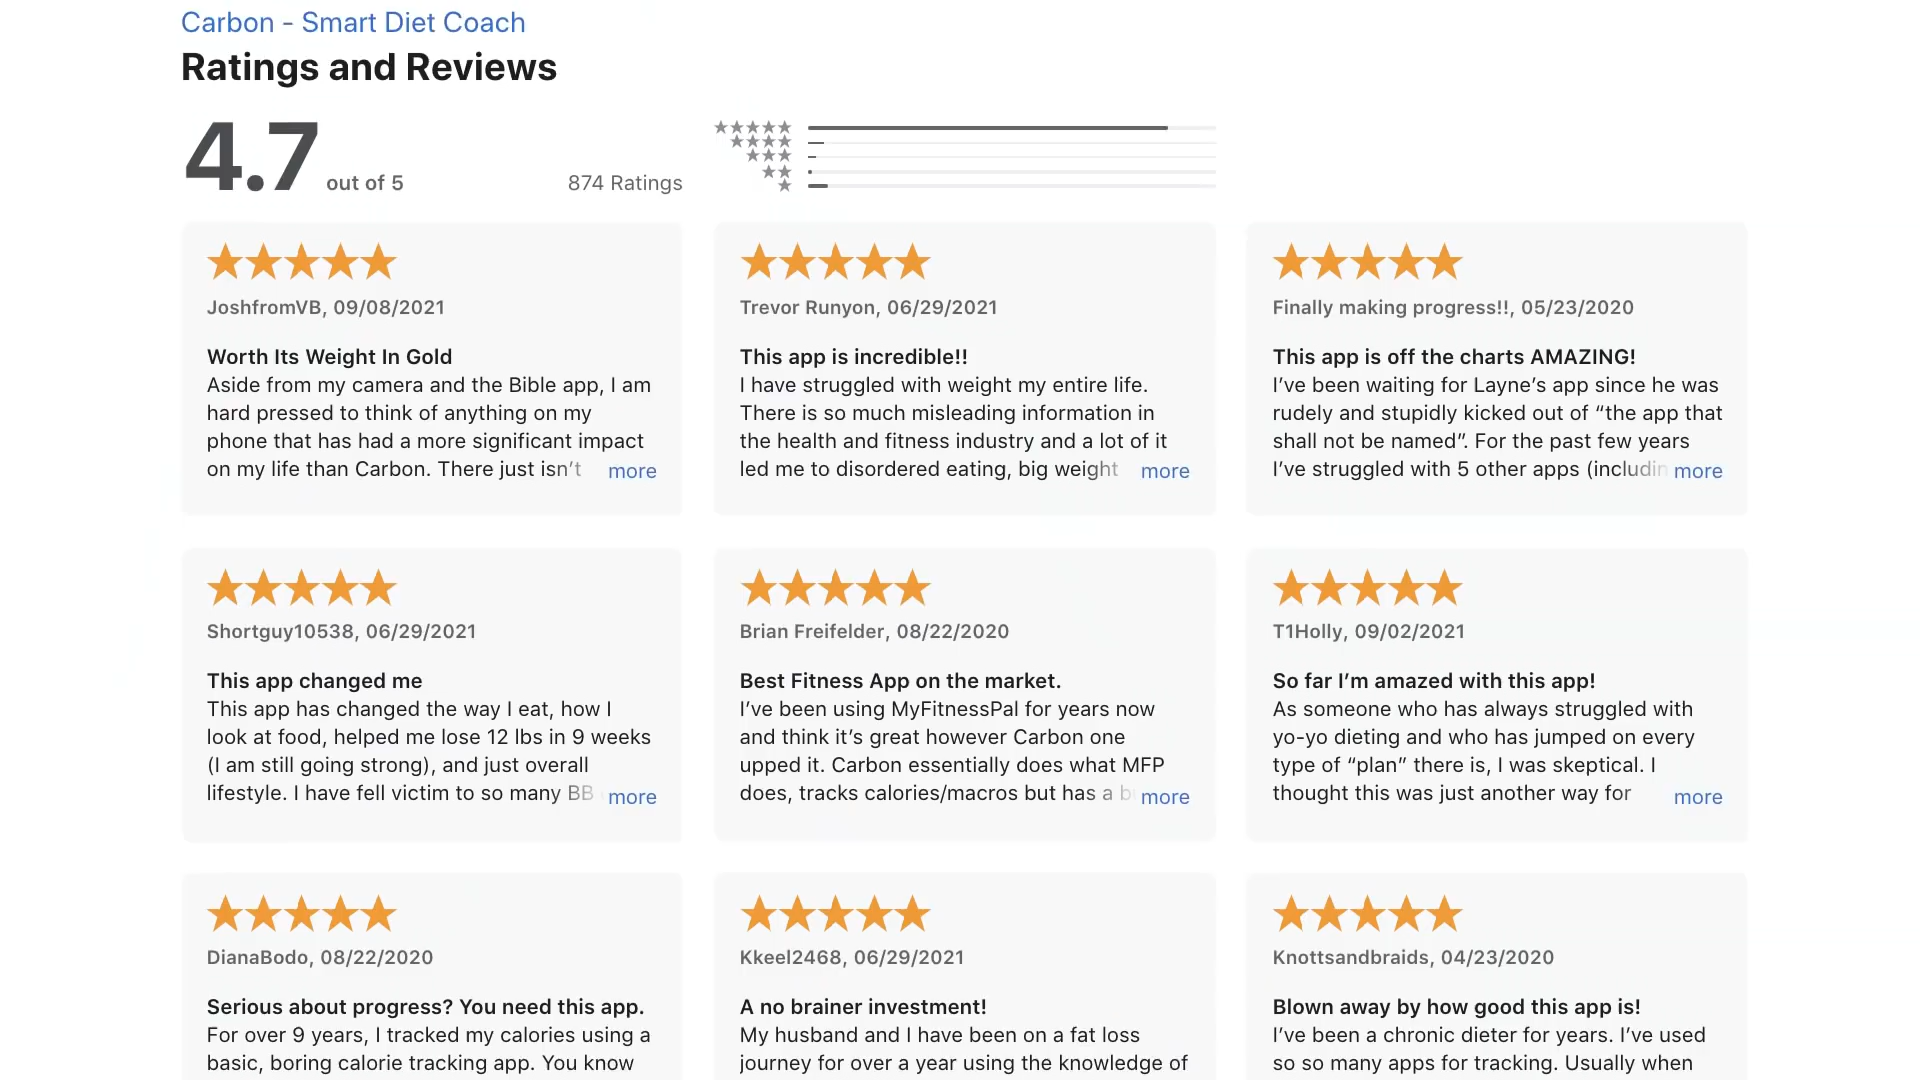 Carbon - Smart Diet Coach
Ratings and Reviews
4.7 out of 5
874 Ratings
JoshfromVB, 09/08/2021
Worth Its Weight In Gold
Aside from my camera and the Bible app, I am
hard pressed to think of anything on my
phone that has had a more significant impact
on my life than Carbon. There just isn’t more
Trevor Runyon, 06/29/2021
This app is incredible!!
I have struggled with weight my entire life.
There is so much misleading information in
the health and fitness industry and a lot of it
led me to disordered eating, big weight more
Finally making progress!!, 05/23/2020
This app is off the charts AMAZING!
I’ve been waiting for Layne’s app since he was
rudely and stupidly kicked out of “the app that
shall not be named”. For the past few years
I’ve struggled with 5 other apps (includin more
Shortguy10538, 06/29/2021
This app changed me
This app has changed the way I eat, how I
look at food, helped me lose 12 lbs in 9 weeks
(I am still going strong), and just overall
lifestyle. I have fell victim to so many BB more
Brian Freifelder, 08/22/2020
Best Fitness App on the market.
I’ve been using MyFitnessPal for years now
and think it’s great however Carbon one
upped it. Carbon essentially does what MFP
does, tracks calories/macros but has a more
T1Holly, 09/02/2021
So far I’m amazed with this app!
As someone who has always struggled with
yo-yo dieting and who has jumped on every
type of “plan” there is, I was skeptical. I
thought this was just another way for more
DianaBodo, 08/22/2020
Serious about progress? You need this app.
For over 9 years, I tracked my calories using a
basic, boring calorie tracking app. You know
Kkeel2468, 06/29/2021
A no brainer investment!
My husband and I have been on a fat loss
journey for over a year using the knowledge of
Knottsandbraids, 04/23/2020
Blown away by how good this app is!
I’ve been a chronic dieter for years. I’ve used
so so many apps for tracking. Usually when